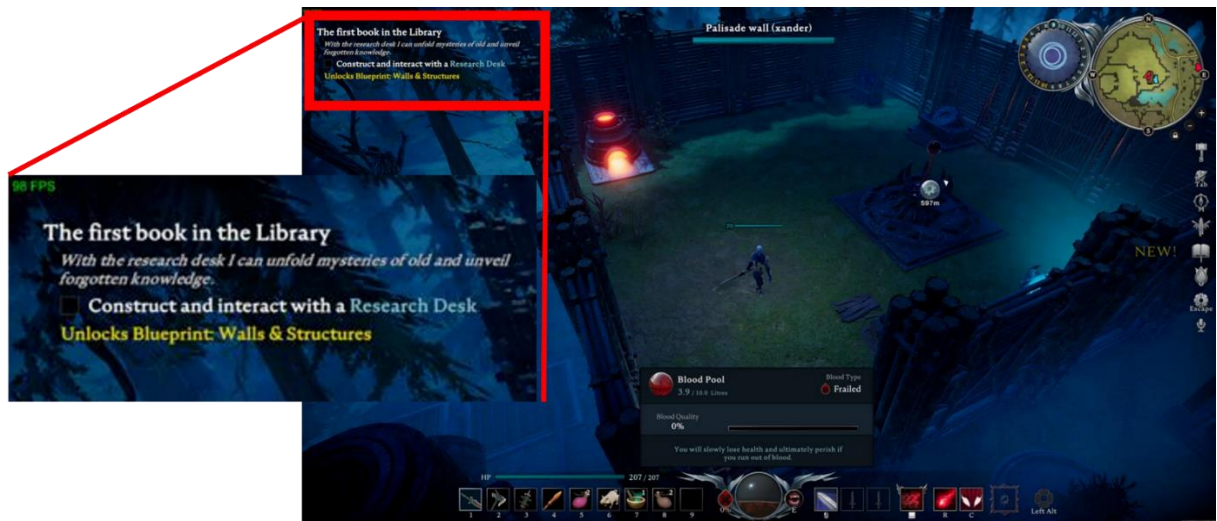 The first book in the Library
With the research desk I can unfold mysteries of old and unveil
forgotten knowledge.
Construct and interact with a Research Desk
Unlocks Blueprint: Walls & Structures
Palisade wall (xander)
N
W
E
S
597m
Tab
M
NEW!
Escape
98 FPS
The first book in the Library
With the research desk I can unfold mysteries of old and unveil
forgotten knowledge.
Construct and interact with a Research Desk
Unlocks Blueprint: Walls & Structures
Blood Pool
Blood Type
3.9 / 10.0 Litres
Frailed
Blood Quality
0%
You will slowly lose health and ultimately perish if
you run out of blood.
HP
207 / 207
1 2 3 4 5 6 7 8 9
0%
E
R
C
Left Alt